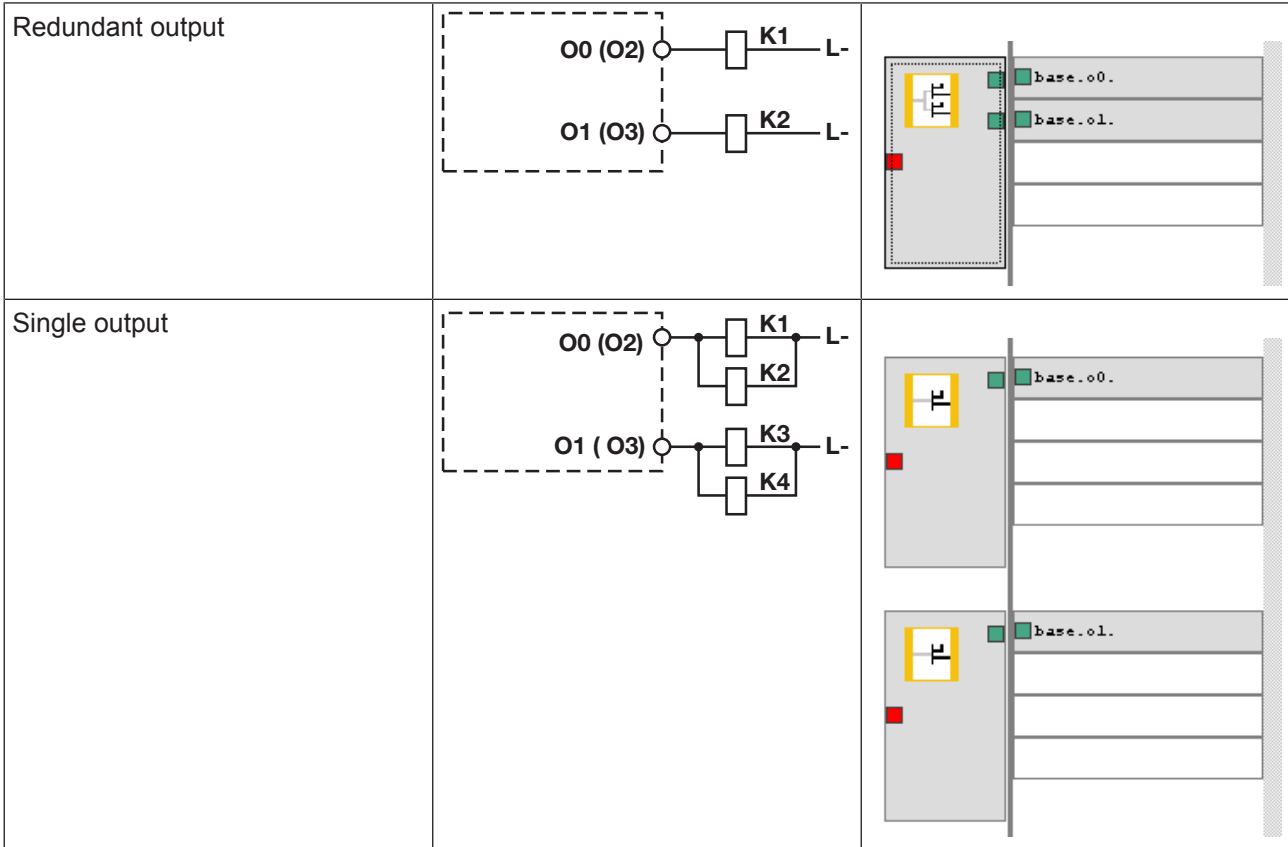 Redundant output
O0 (O2) K1 L-
O1 (O3) K2 L-
base.o0.
base.o1.
Single output
O0 (O2) K1 L-
K2
O1 ( O3) K3 L-
K4
base.o0.
base.o1.